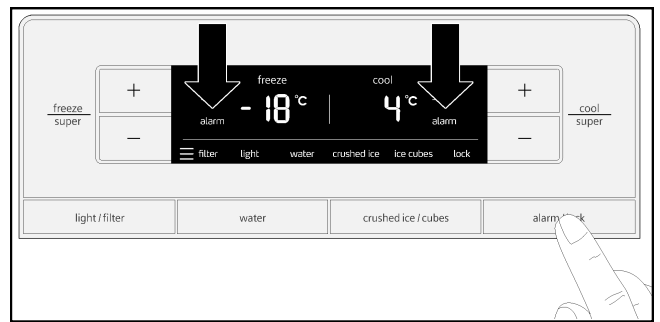 freeze
super
+
−
freeze
cool
alarm
-18 °C
4 °C
alarm
filter light water crushed ice ice cubes lock
+
−
cool
super
light / filter
water
crushed ice / cubes
alarm